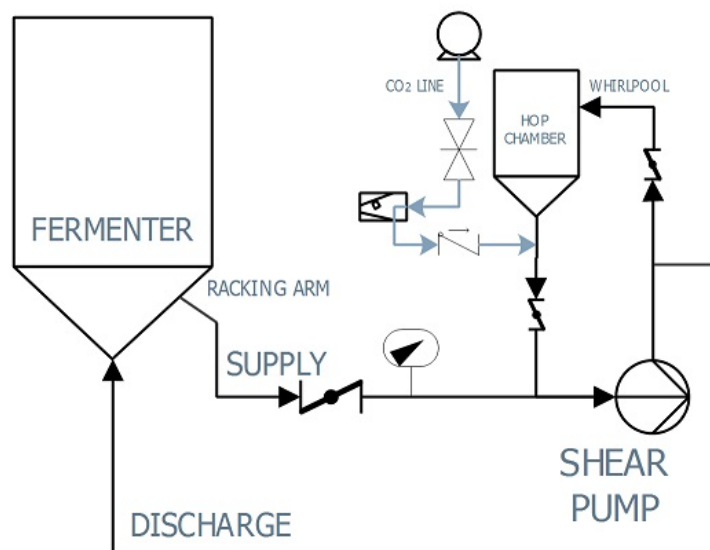 CO₂ LINE
WHIRLPOOL
HOP
CHAMBER
FERMENTER
RACKING ARM
SUPPLY
SHEAR
PUMP
DISCHARGE